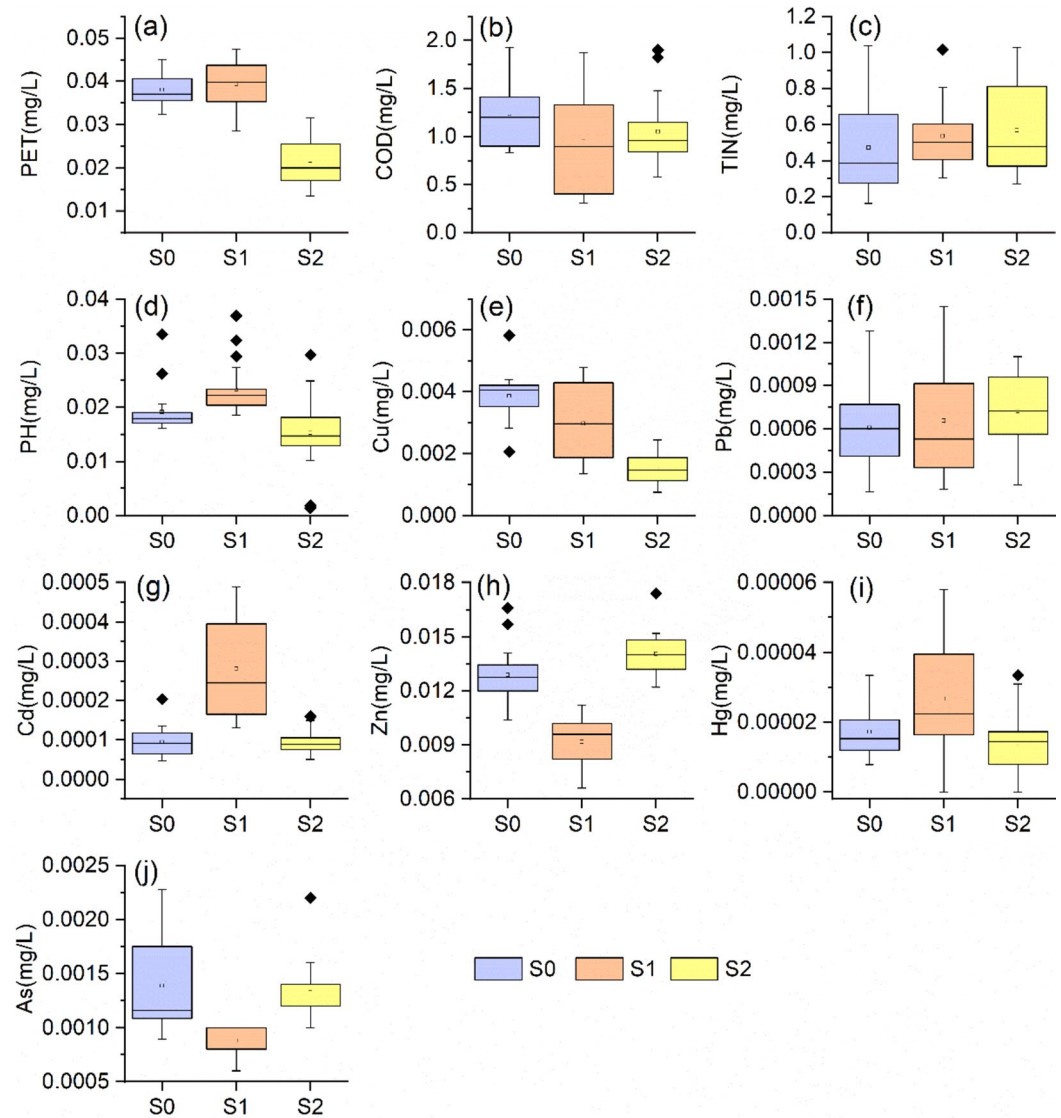 (a)
PET(mg/L)
0.05
0.04
0.03
0.02
0.01
S0 S1 S2
(b)
COD(mg/L)
2.0
1.5
1.0
0.5
0.0
S0 S1 S2
(c)
TIN(mg/L)
1.2
1.0
0.8
0.6
0.4
0.2
0.0
S0 S1 S2
(d)
PH(mg/L)
0.04
0.03
0.02
0.01
0.00
S0 S1 S2
(e)
Cu(mg/L)
0.006
0.004
0.002
0.000
S0 S1 S2
(f)
Pb(mg/L)
0.0015
0.0012
0.0009
0.0006
0.0003
0.0000
S0 S1 S2
(g)
Cd(mg/L)
0.0005
0.0004
0.0003
0.0002
0.0001
0.0000
S0 S1 S2
(h)
Zn(mg/L)
0.018
0.015
0.012
0.009
0.006
S0 S1 S2
(i)
Hg(mg/L)
0.00006
0.00004
0.00002
0.00000
S0 S1 S2
(j)
As(mg/L)
0.0025
0.0020
0.0015
0.0010
0.0005
S0 S1 S2
S0 S1 S2